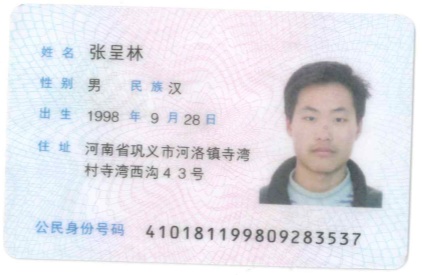 姓名 张呈林
性别 男 民族 汉
出生 1998 年 9 月 28 日
住址 河南省巩义市河洛镇寺湾
村寺湾西沟43号
公民身份号码 410181199809283537